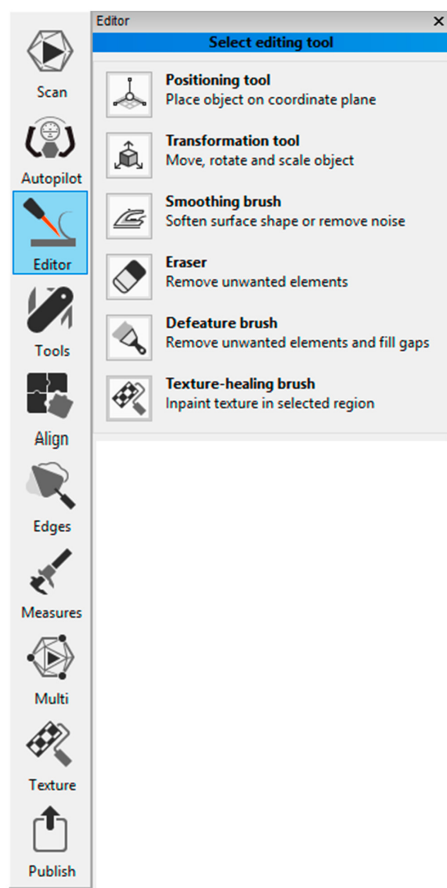 Editor
Select editing tool
Scan
Autopilot
Editor
Tools
Align
Edges
Measures
Multi
Texture
Publish
Positioning tool
Place object on coordinate plane
Transformation tool
Move, rotate and scale object
Smoothing brush
Soften surface shape or remove noise
Eraser
Remove unwanted elements
Defeature brush
Remove unwanted elements and fill gaps
Texture-healing brush
Inpaint texture in selected region